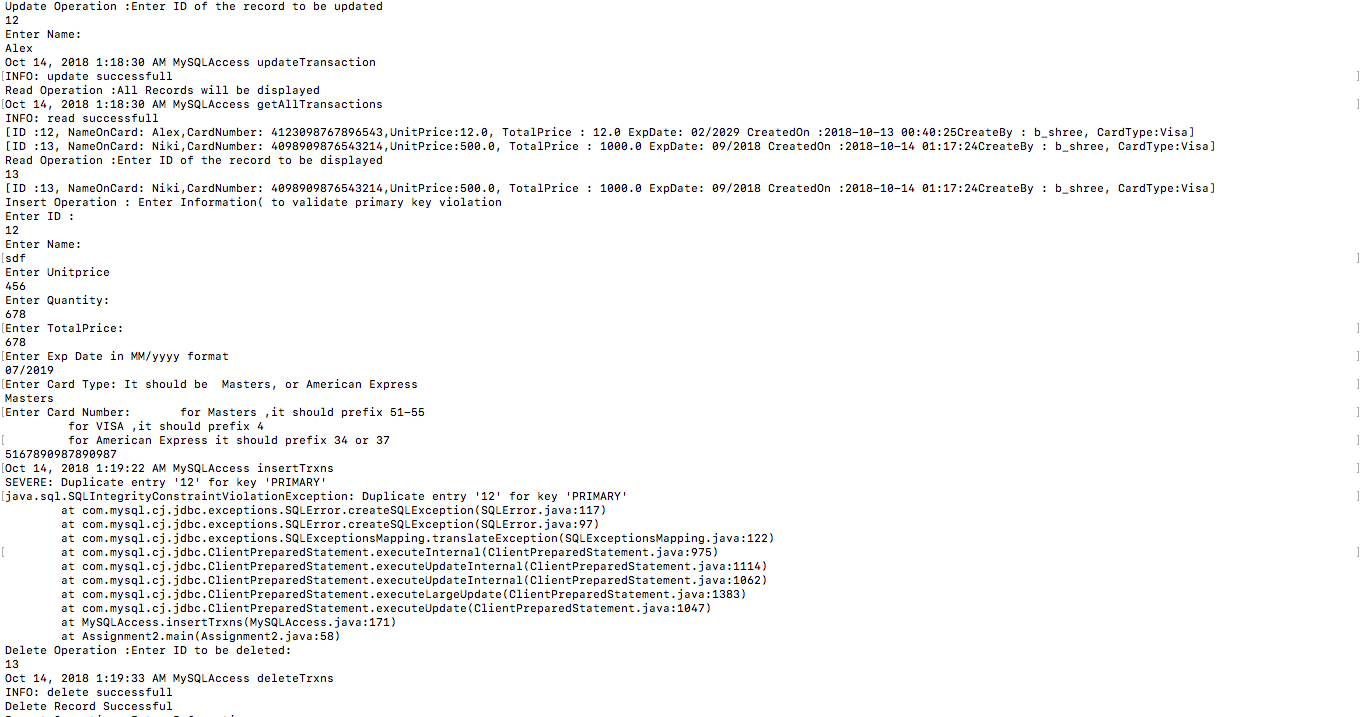 Update Operation :Enter ID of the record to be updated
12
Enter Name:
Alex
Oct 14, 2018 1:18:30 AM MySQLAccess updateTransaction
[INFO: update successfull ]
Read Operation :All Records will be displayed
[Oct 14, 2018 1:18:30 AM MySQLAccess getAllTransactions ]
INFO: read successfull
[ID :12, NameOnCard: Alex,CardNumber: 4123098767896543,UnitPrice:12.0, TotalPrice : 12.0 ExpDate: 02/2029 CreatedOn :2018-10-13 00:40:25CreateBy : b_shree, CardType:Visa]
[ID :13, NameOnCard: Niki,CardNumber: 4098909876543214,UnitPrice:500.0, TotalPrice : 1000.0 ExpDate: 09/2018 CreatedOn :2018-10-14 01:17:24CreateBy : b_shree, CardType:Visa]
Read Operation :Enter ID of the record to be displayed
13
[ID :13, NameOnCard: Niki,CardNumber: 4098909876543214,UnitPrice:500.0, TotalPrice : 1000.0 ExpDate: 09/2018 CreatedOn :2018-10-14 01:17:24CreateBy : b_shree, CardType:Visa]
Insert Operation : Enter Information( to validate primary key violation
Enter ID :
12
Enter Name:
[sdf ]
Enter Unitprice
456
Enter Quantity:
678
[Enter TotalPrice: ]
678
[Enter Exp Date in MM/yyyy format ]
07/2019
[Enter Card Type: It should be  Masters, or American Express ]
Masters
[Enter Card Number:       for Masters ,it should prefix 51-55 ]
         for VISA ,it should prefix 4
[         for American Express it should prefix 34 or 37 ]
5167890987890987
[Oct 14, 2018 1:19:22 AM MySQLAccess insertTrxns ]
SEVERE: Duplicate entry '12' for key 'PRIMARY'
[java.sql.SQLIntegrityConstraintViolationException: Duplicate entry '12' for key 'PRIMARY' ]
        at com.mysql.cj.jdbc.exceptions.SQLError.createSQLException(SQLError.java:117)
        at com.mysql.cj.jdbc.exceptions.SQLError.createSQLException(SQLError.java:97)
        at com.mysql.cj.jdbc.exceptions.SQLExceptionsMapping.translateException(SQLExceptionsMapping.java:122)
[        at com.mysql.cj.jdbc.ClientPreparedStatement.executeInternal(ClientPreparedStatement.java:975) ]
        at com.mysql.cj.jdbc.ClientPreparedStatement.executeUpdateInternal(ClientPreparedStatement.java:1114)
        at com.mysql.cj.jdbc.ClientPreparedStatement.executeUpdateInternal(ClientPreparedStatement.java:1062)
        at com.mysql.cj.jdbc.ClientPreparedStatement.executeLargeUpdate(ClientPreparedStatement.java:1383)
        at com.mysql.cj.jdbc.ClientPreparedStatement.executeUpdate(ClientPreparedStatement.java:1047)
        at MySQLAccess.insertTrxns(MySQLAccess.java:171)
        at Assignment2.main(Assignment2.java:58)
Delete Operation :Enter ID to be deleted:
13
Oct 14, 2018 1:19:33 AM MySQLAccess deleteTrxns
INFO: delete successfull
Delete Record Successful